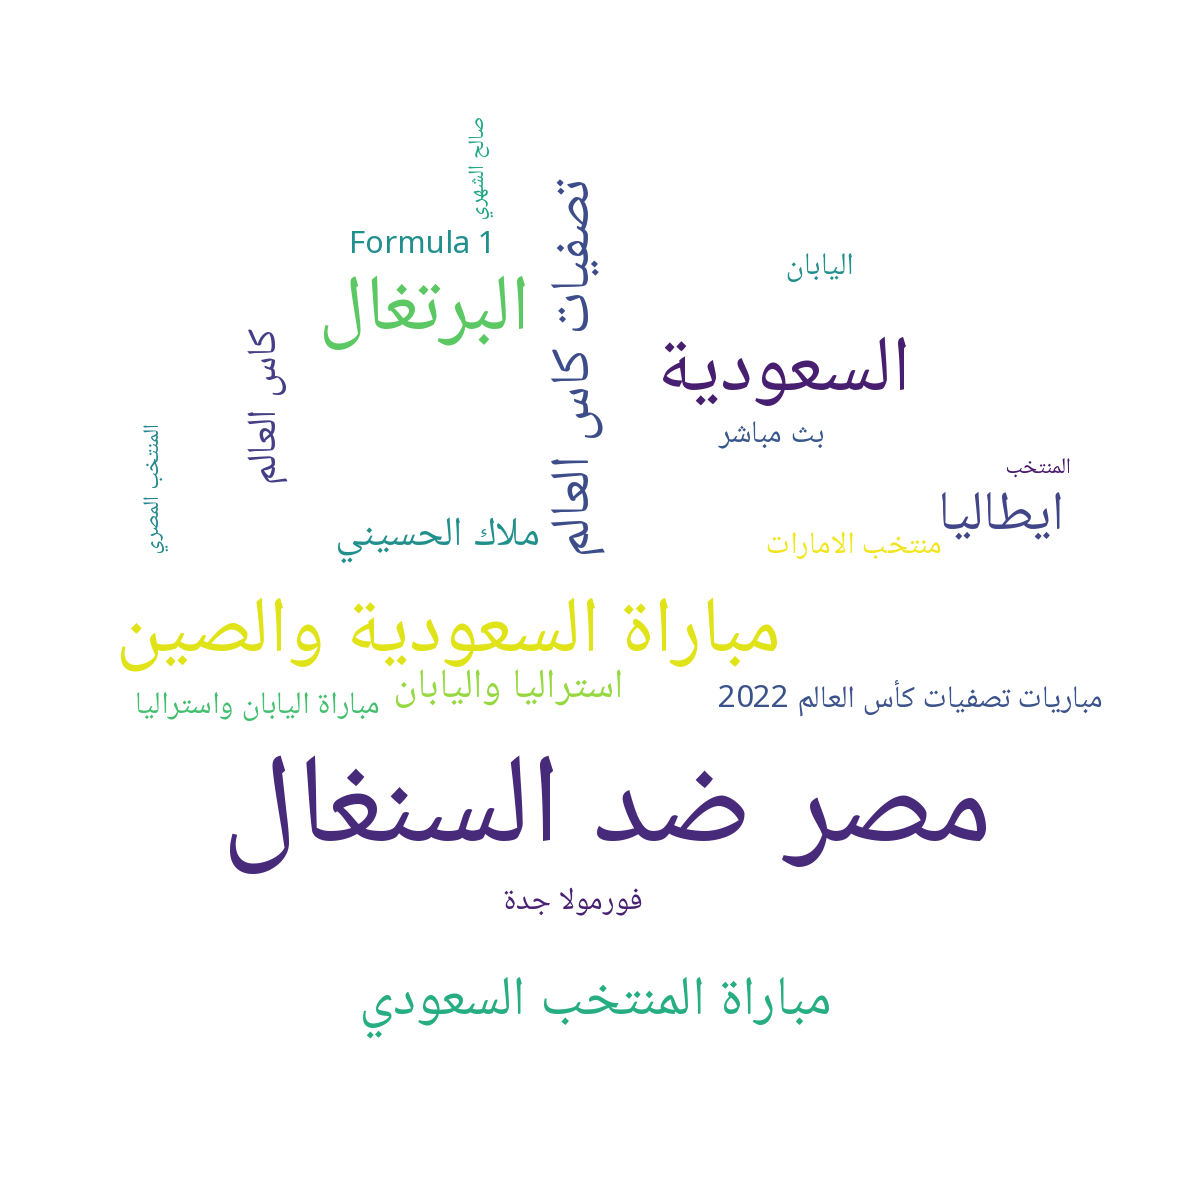 صالح الشهري
Formula 1
تصفيات كاس العالم
اليابان
البرتغال
كاس العالم
السعودية
بث مباشر
المنتخب المصري
المنتخب
ايطاليا
ملاك الحسيني
منتخب الامارات
مباراة السعودية والصين
استراليا واليابان
مباراة اليابان واستراليا
مباريات تصفيات كأس العالم 2022
مصر ضد السنغال
فورمولا جدة
مباراة المنتخب السعودي